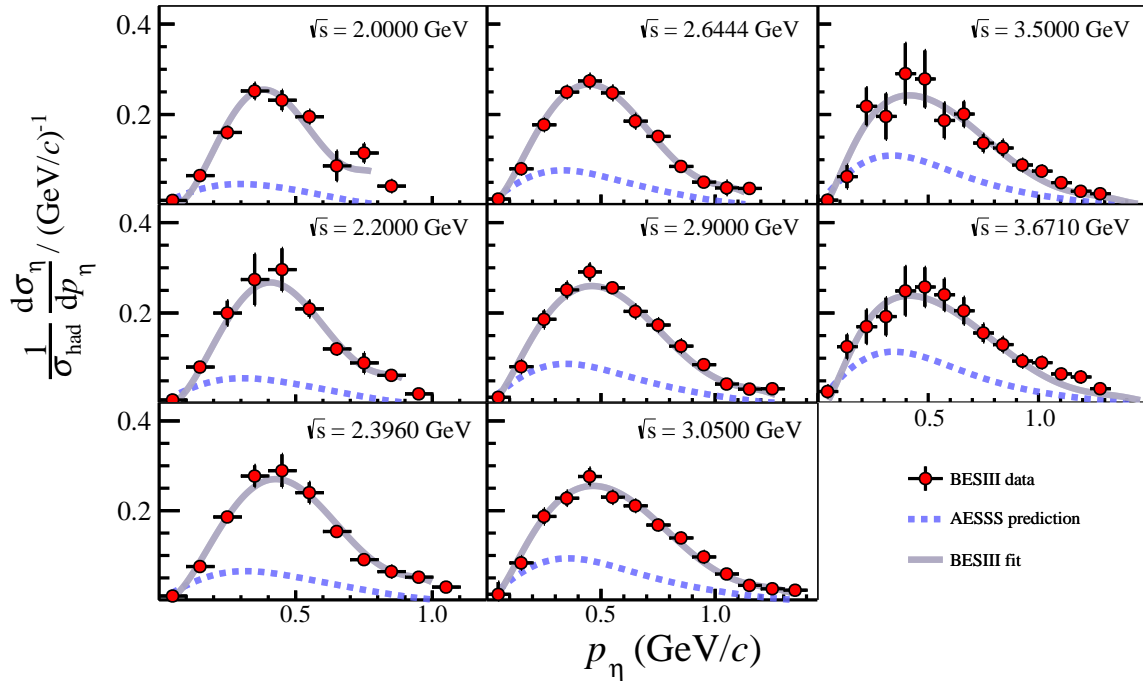 √s = 2.0000 GeV
√s = 2.6444 GeV
√s = 3.5000 GeV
√s = 2.2000 GeV
√s = 2.9000 GeV
√s = 3.6710 GeV
√s = 2.3960 GeV
√s = 3.0500 GeV
0.4
0.2
0.4
0.2
0.4
0.2
1/σhad dση/dpη / (GeV/c)⁻¹
0.5 1.0
BESIII data
AESSS prediction
BESIII fit
0.5 1.0
0.5 1.0
pη (GeV/c)